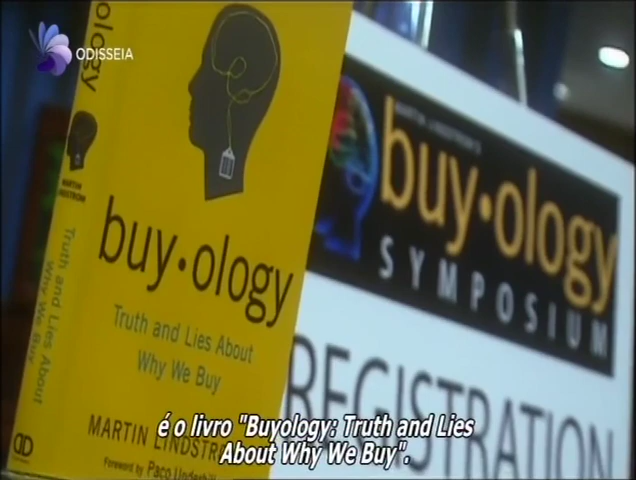 ODISSEIA
ology
MARTIN
LINDSTROM
Truth and Lies About
Why We Buy
buy•ology
Truth and Lies About
Why We Buy
MARTIN LINDSTR
Foreword by Paco Underhill
MARTIN LINDSTROM'S
buy•ology
SYMPOSIUM
REGISTRATION
é o livro "Buyology: Truth and Lies
About Why We Buy".